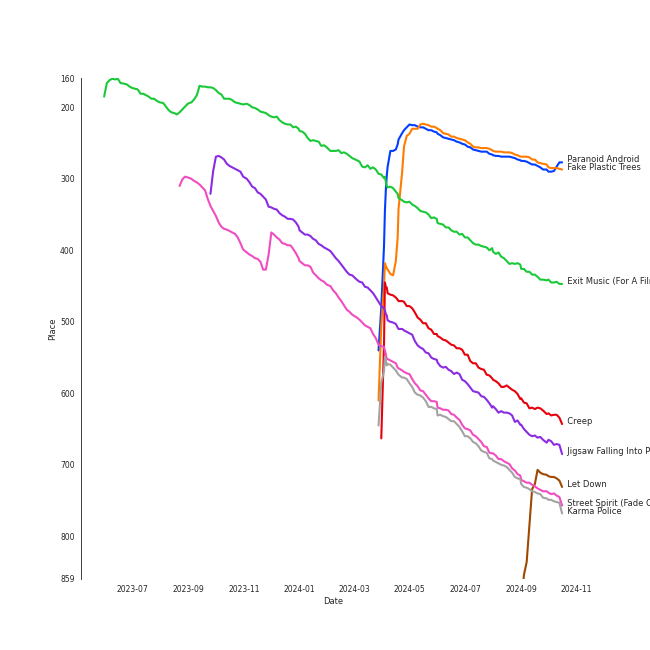 160
200
300
400
500
600
700
800
859
Place
2023-07
2023-09
2023-11
2024-01
2024-03
2024-05
2024-07
2024-09
2024-11
Date
Paranoid Android
Fake Plastic Trees
Exit Music (For A Fil
Creep
Jigsaw Falling Into P
Let Down
Street Spirit (Fade O
Karma Police